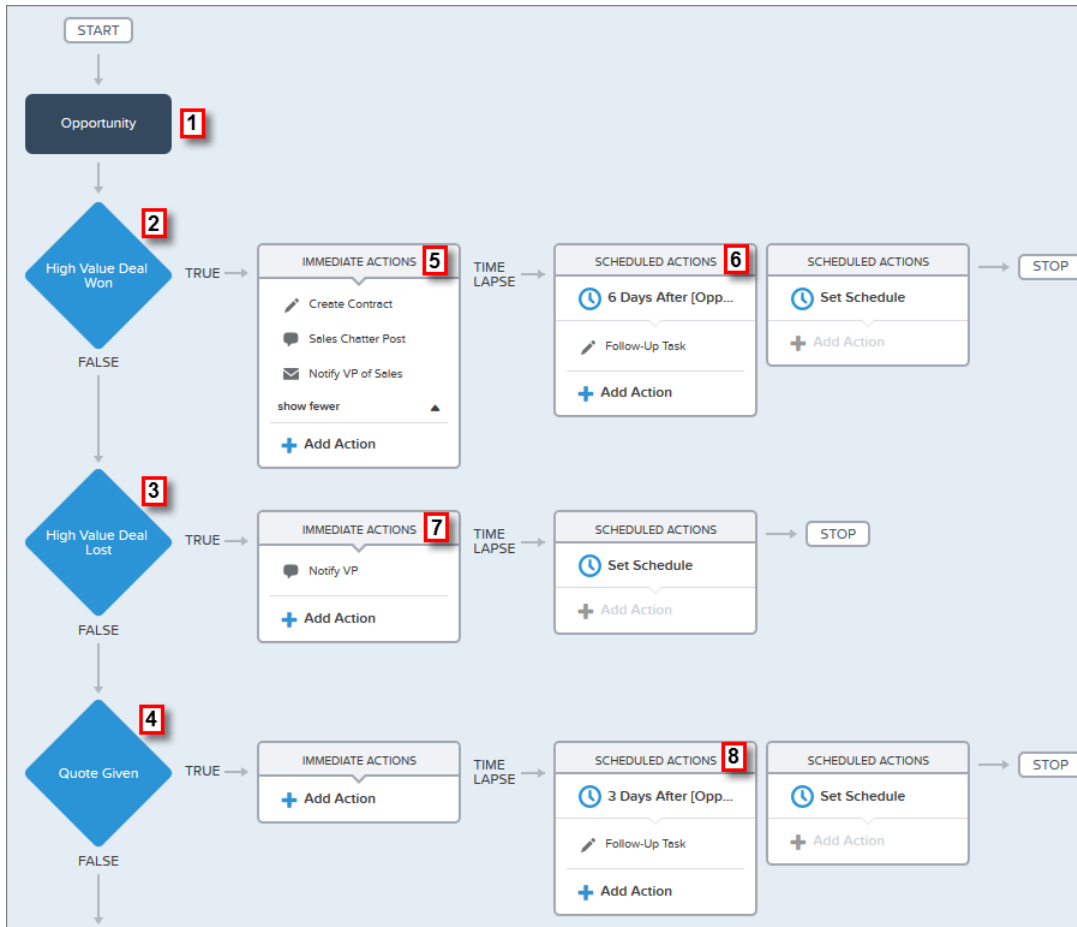 START
Opportunity
1
2
High Value Deal
Won
TRUE
IMMEDIATE ACTIONS
5
Create Contract
Sales Chatter Post
Notify VP of Sales
show fewer
Add Action
TIME
LAPSE
SCHEDULED ACTIONS
6
6 Days After [Opp...
Follow-Up Task
Add Action
SCHEDULED ACTIONS
Set Schedule
Add Action
STOP
FALSE
3
High Value Deal
Lost
TRUE
IMMEDIATE ACTIONS
7
Notify VP
Add Action
TIME
LAPSE
SCHEDULED ACTIONS
Set Schedule
Add Action
STOP
FALSE
4
Quote Given
TRUE
IMMEDIATE ACTIONS
Add Action
TIME
LAPSE
SCHEDULED ACTIONS
8
3 Days After [Opp...
Follow-Up Task
Add Action
SCHEDULED ACTIONS
Set Schedule
Add Action
STOP
FALSE